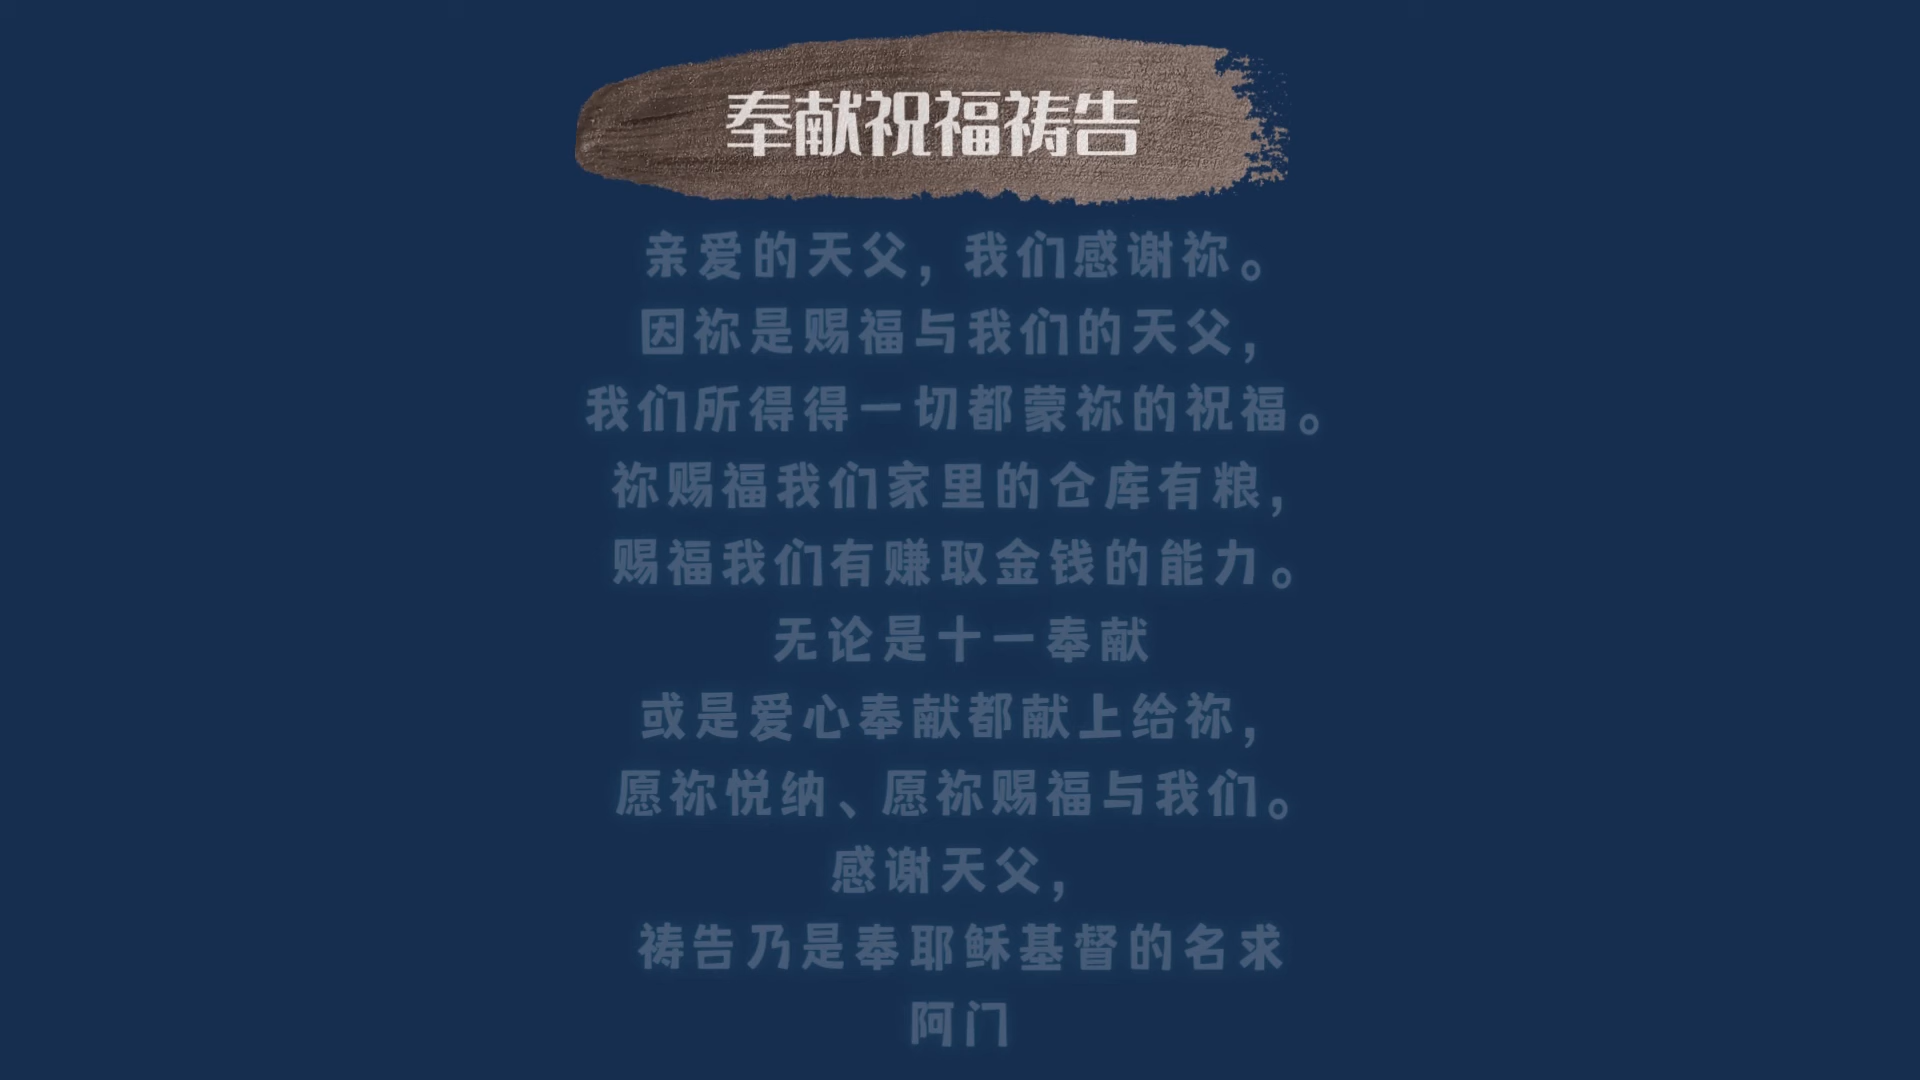 奉献祝福祷告
亲爱的天父，我们感谢祢。
因祢是赐福与我们的天父，
我们所得得一切都蒙祢的祝福。
祢赐福我们家里的仓库有粮，
赐福我们有赚取金钱的能力。
无论是十一奉献
或是爱心奉献都献上给祢，
愿祢悦纳、愿祢赐福与我们。
感谢天父，
祷告乃是奉耶稣基督的名求
阿门